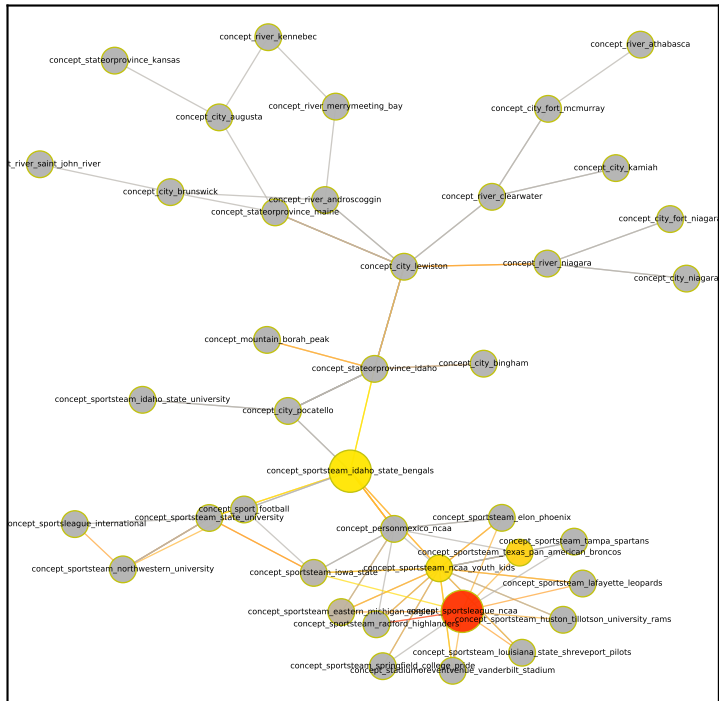 concept_river_kennebec
concept_river_athabasca
concept_stateorprovince_kansas
concept_river_merrymeeting_bay
concept_city_fort_mcmurray
concept_city_augusta
t_river_saint_john_river
concept_city_kamiah
concept_city_brunswick
concept_river_androscoggin
concept_river_clearwater
concept_stateorprovince_maine
concept_city_fort_niagara
concept_city_lewiston
concept_river_niagara
concept_city_niagara
concept_mountain_borah_peak
concept_stateorprovince_idaho
concept_city_bingham
concept_sportsteam_idaho_state_university
concept_city_pocatello
concept_sportsteam_idaho_state_bengals
concept_sport_football
concept_sportsteam_state_university
concept_sportsteam_elon_phoenix
concept_sportsleague_international
concept_personmexico_ncaa
concept_sportsteam_tampa_spartans
concept_sportsteam_texas_pan_american_broncos
concept_sportsteam_northwestern_university
concept_sportsteam_ncaa_youth_kids
concept_sportsteam_iowa_state
concept_sportsteam_lafayette_leopards
concept_sportsteam_eastern_michigan_eagles
concept_sportsleague_ncaa
concept_sportsteam_radford_highlanders
concept_sportsteam_huston_tillotson_university_rams
concept_sportsteam_louisiana_state_shreveport_pilots
concept_sportsteam_springfield_college_pride
concept_stadiumoreventvenue_vanderbilt_stadium